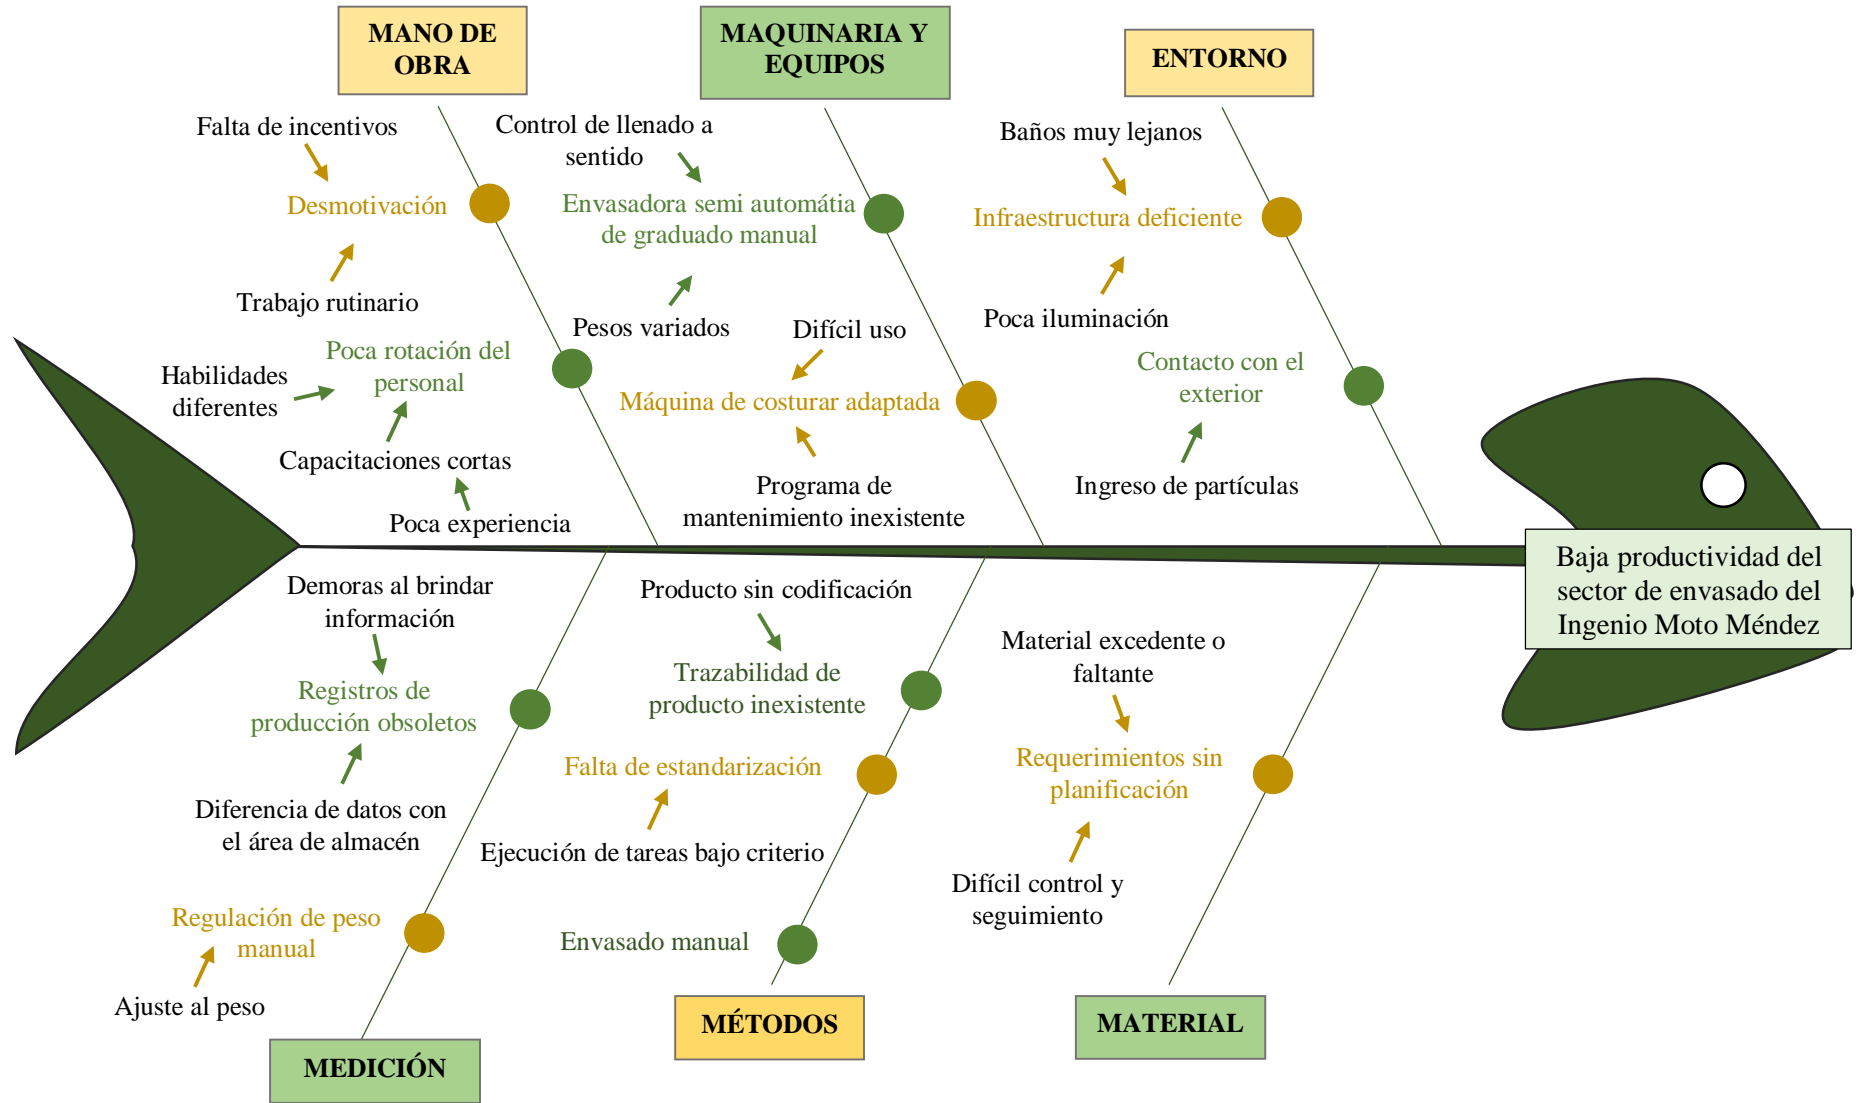 MANO DE
OBRA
MAQUINARIA Y
EQUIPOS
ENTORNO
Falta de incentivos
Desmotivación
Trabajo rutinario
Habilidades
diferentes
Poca rotación del
personal
Capacitaciones cortas
Poca experiencia
Control de llenado a
sentido
Envasadora semi automátia
de graduado manual
Pesos variados
Difícil uso
Máquina de costurar adaptada
Programa de
mantenimiento inexistente
Baños muy lejanos
Infraestructura deficiente
Poca iluminación
Contacto con el
exterior
Ingreso de partículas
Baja productividad del
sector de envasado del
Ingenio Moto Méndez
Demoras al brindar
información
Registros de
producción obsoletos
Diferencia de datos con
el área de almacén
Regulación de peso
manual
Ajuste al peso
Producto sin codificación
Trazabilidad de
producto inexistente
Falta de estandarización
Ejecución de tareas bajo criterio
Envasado manual
Material excedente o
faltante
Requerimientos sin
planificación
Difícil control y
seguimiento
MEDICIÓN
MÉTODOS
MATERIAL